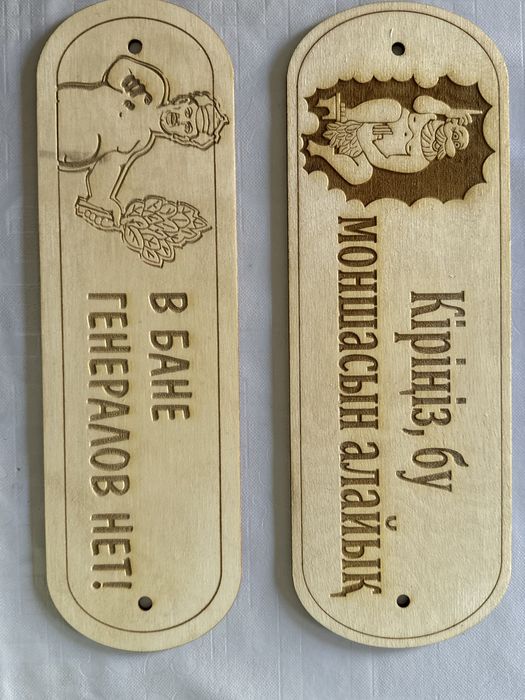 В БАНЕ
ГЕНЕРАЛОВ НЕТ!
Кіріңіз, бу
моншасын алайық